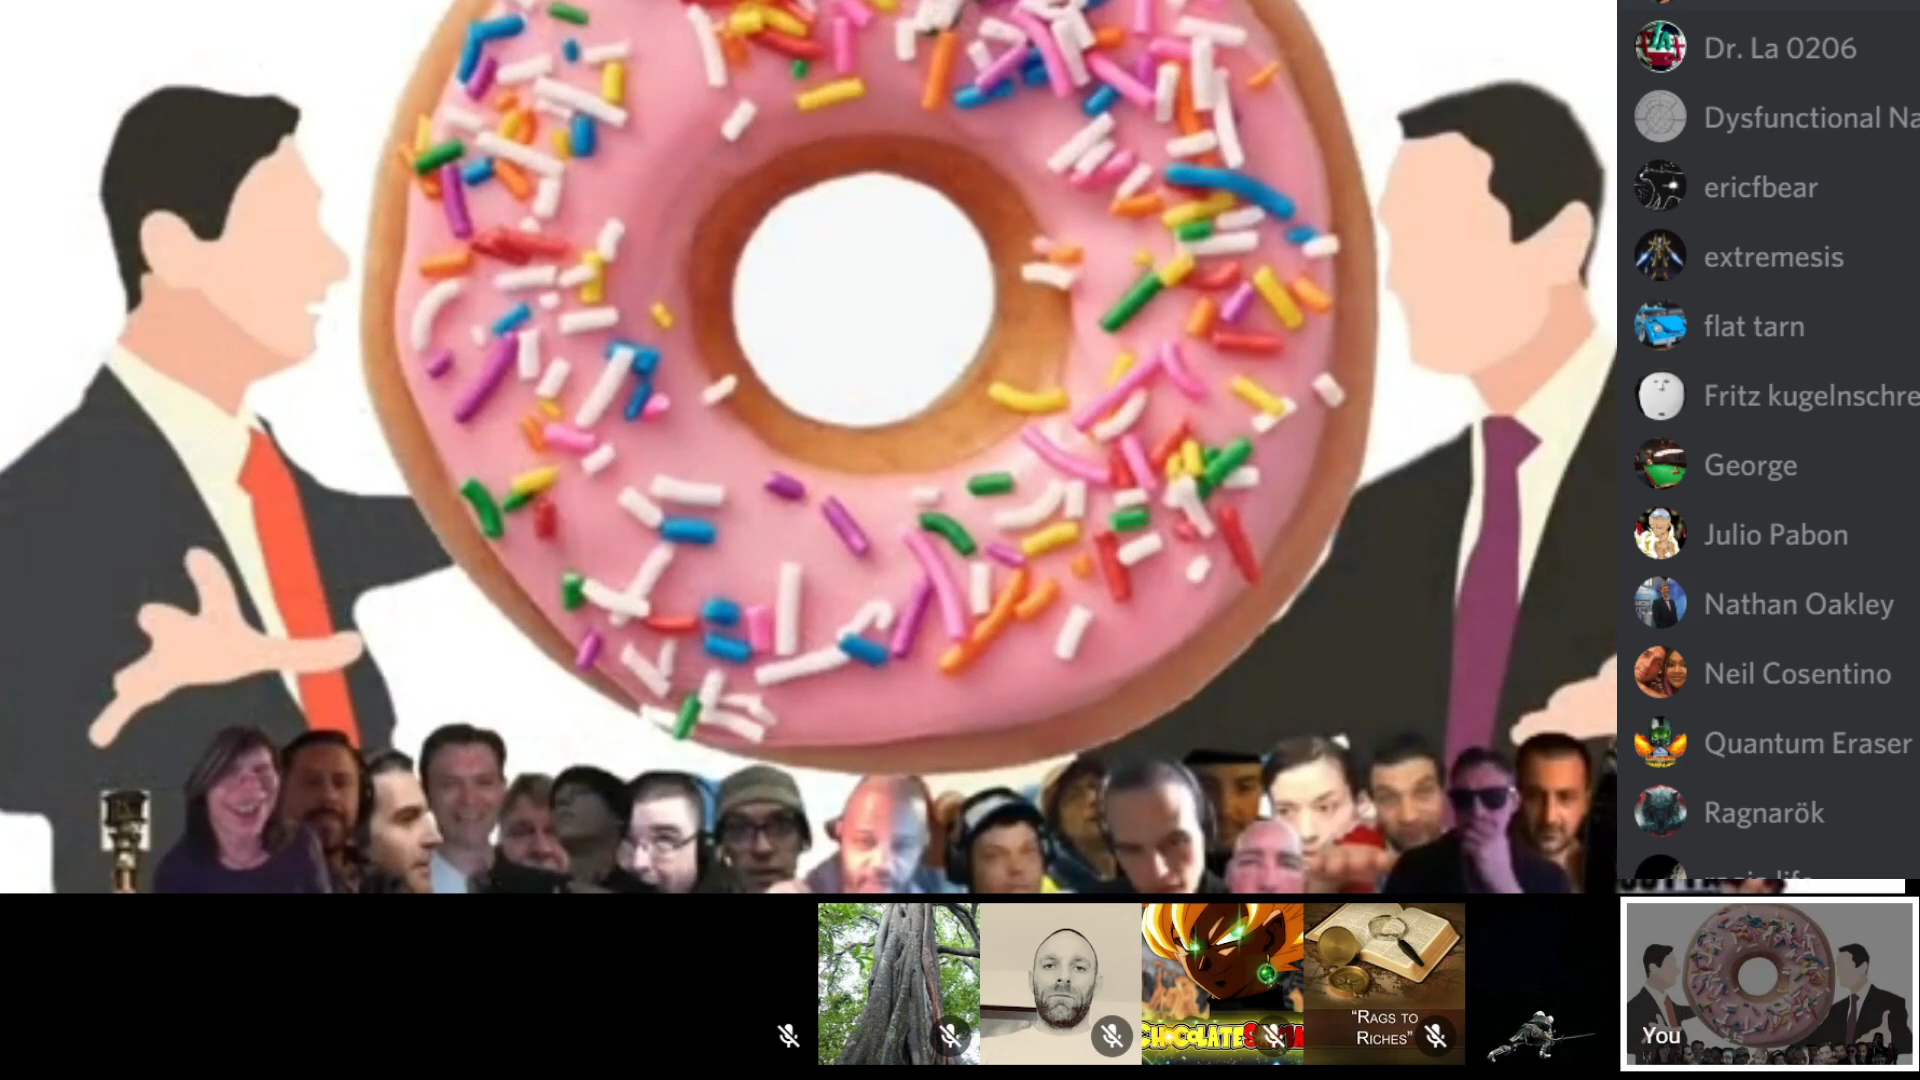 Dr. La 0206
Dysfunctional Na
ericfbear
extremesis
flat tarn
Fritz kugelnschre
George
Julio Pabon
Nathan Oakley
Neil Cosentino
Quantum Eraser
Ragnarök
"RAGS TO
RICHES"
You